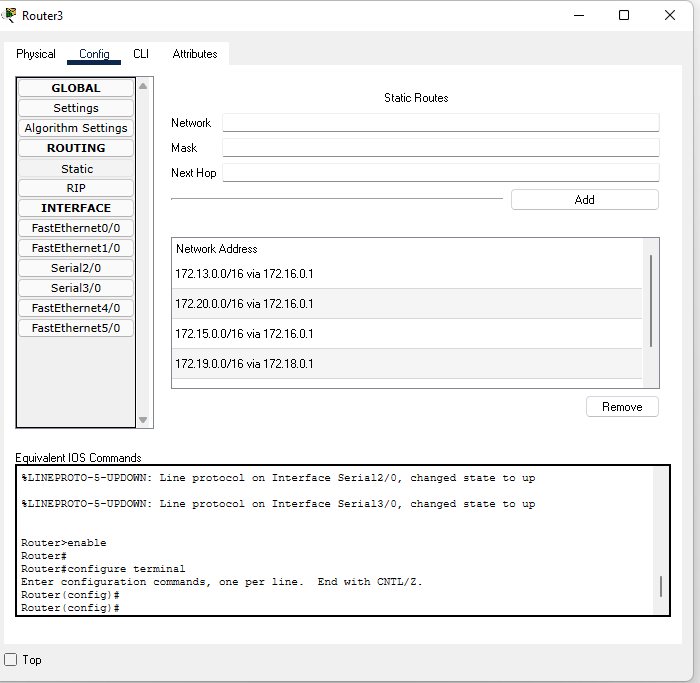 Router3
Physical Config CLI Attributes
GLOBAL
Settings
Algorithm Settings
ROUTING
Static
RIP
INTERFACE
FastEthernet0/0
FastEthernet1/0
Serial2/0
Serial3/0
FastEthernet4/0
FastEthernet5/0
Static Routes
Network
Mask
Next Hop
Add
Network Address
172.13.0.0/16 via 172.16.0.1
172.20.0.0/16 via 172.16.0.1
172.15.0.0/16 via 172.16.0.1
172.19.0.0/16 via 172.18.0.1
Remove
Equivalent IOS Commands
%LINEPROTO-5-UPDOWN: Line protocol on Interface Serial2/0, changed state to up
%LINEPROTO-5-UPDOWN: Line protocol on Interface Serial3/0, changed state to up
Router>enable
Router#
Router#configure terminal
Enter configuration commands, one per line.  End with CNTL/Z.
Router(config)#
Router(config)#
Top